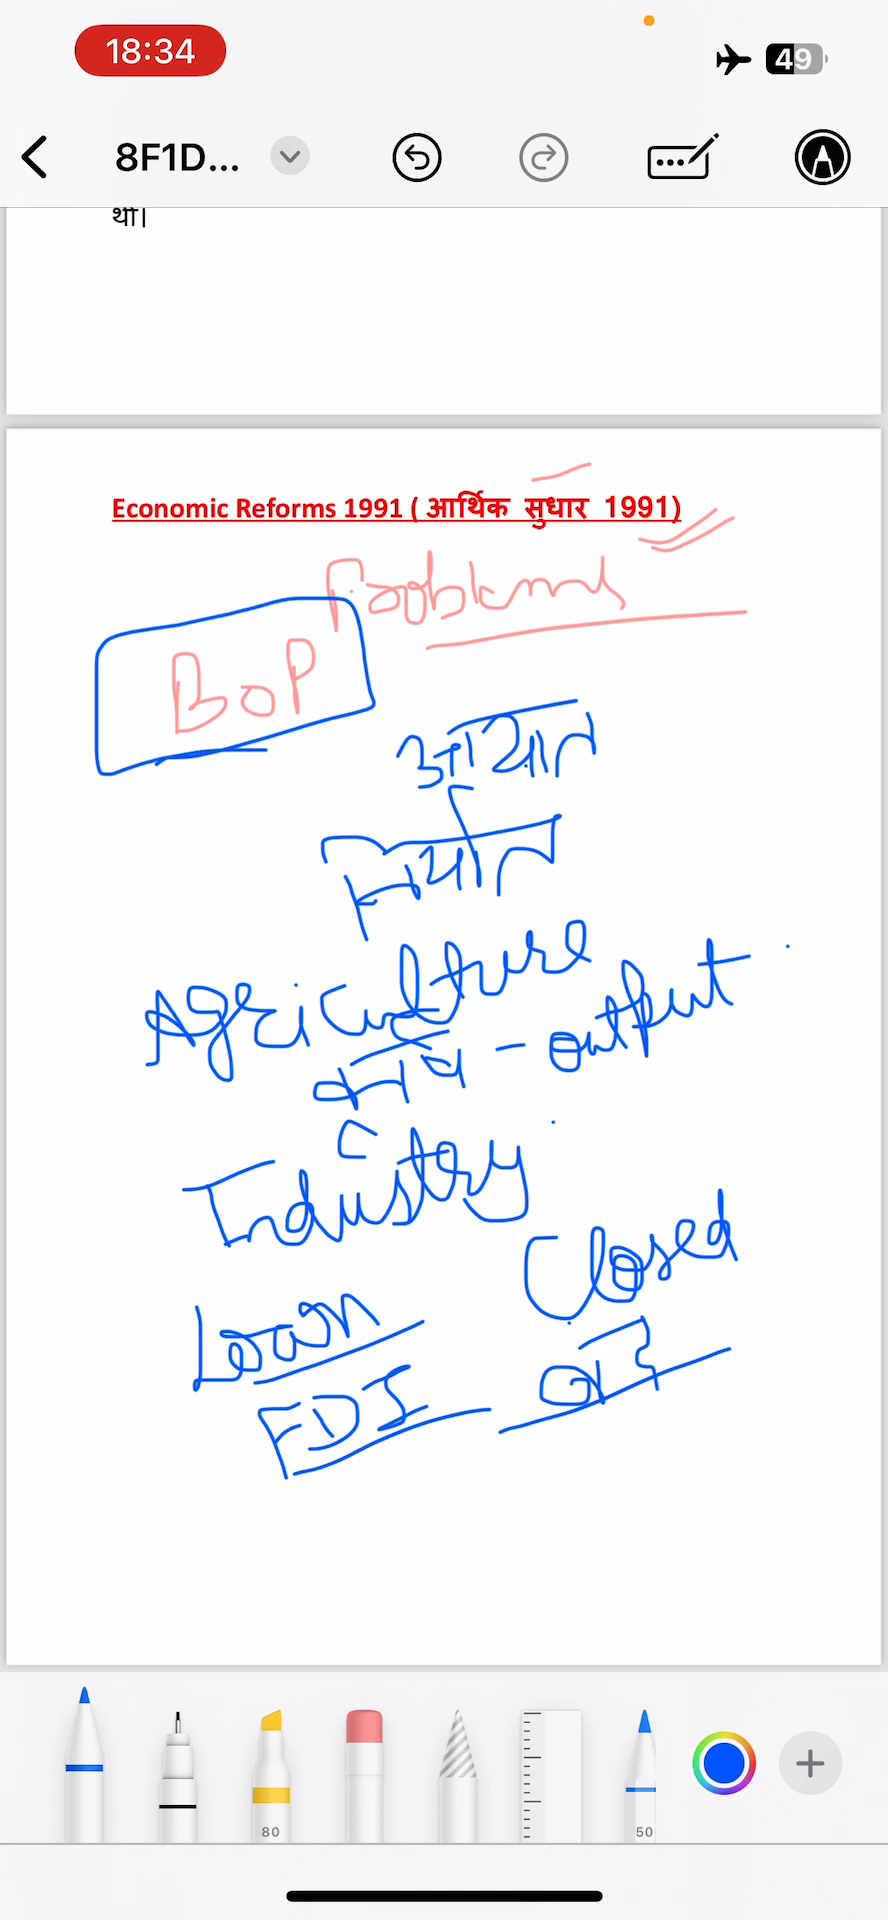 18:34
49
8F1D...
थी।
Economic Reforms 1991 ( आर्थिक सुधार 1991)
Problems
BOP
आयात
निर्यात
Agriculture
- output
Industry
Closed
Loan
बंद
FDI
80
50